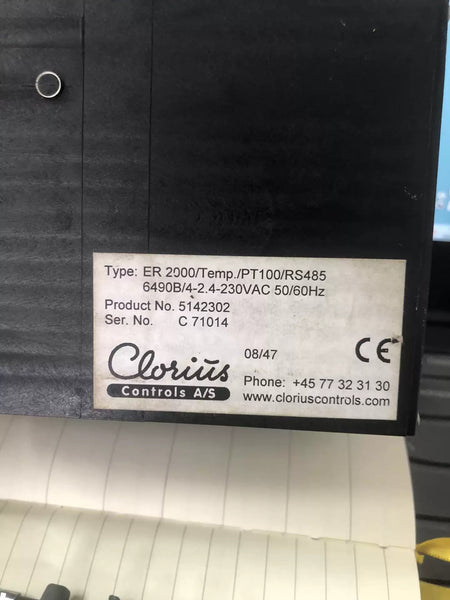 Type: ER 2000/Temp./PT100/RS485
6490B/4-2.4-230VAC 50/60Hz
Product No. 5142302
Ser. No. C 71014
Clorius
Controls A/S
08/47
CE
Phone: +45 77 32 31 30
www.cloriuscontrols.com